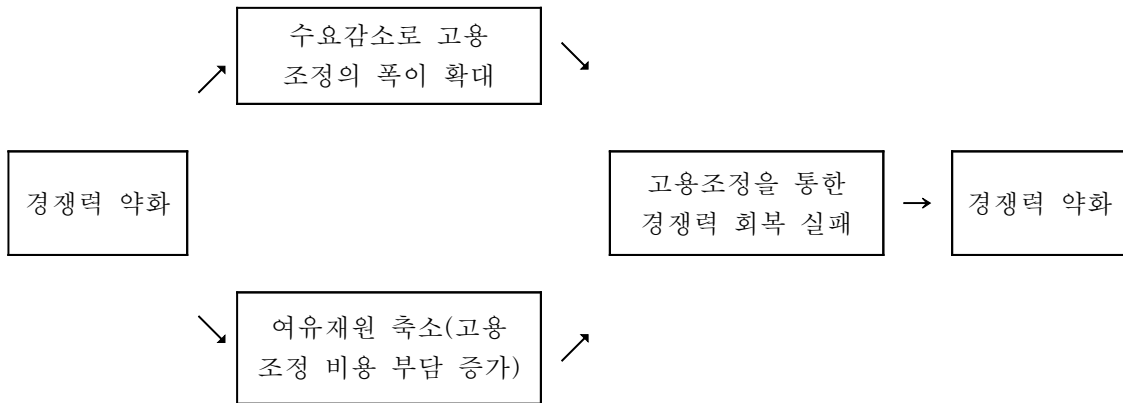 수요감소로 고용
조정의 폭이 확대
↗
↘
경쟁력 약화
고용조정을 통한
경쟁력 회복 실패
→
경쟁력 약화
↘
여유재원 축소(고용
조정 비용 부담 증가)
↗